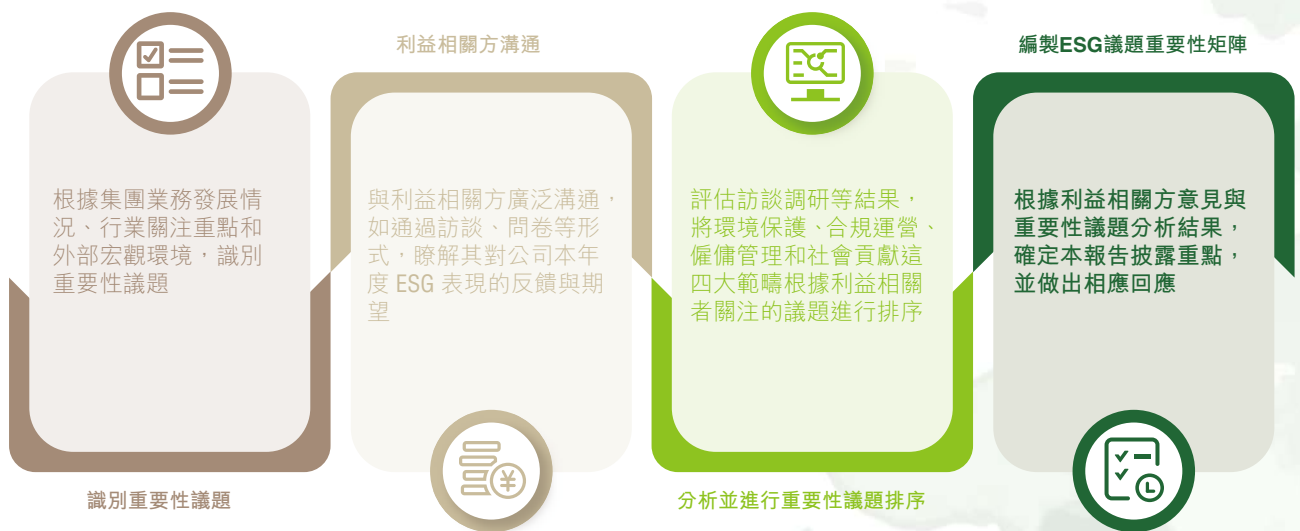 根據集團業務發展情
況、行業關注重點和
外部宏觀環境，識別
重要性議題
識別重要性議題
利益相關方溝通
與利益相關方廣泛溝通，
如通過訪談、問卷等形
式，瞭解其對公司本年
度 ESG 表現的反饋與期
望
評估訪談調研等結果，
將環境保護、合規運營、
僱傭管理和社會貢獻這
四大範疇根據利益相關
者關注的議題進行排序
分析並進行重要性議題排序
編製ESG議題重要性矩陣
根據利益相關方意見與
重要性議題分析結果，
確定本報告披露重點，
並做出相應回應